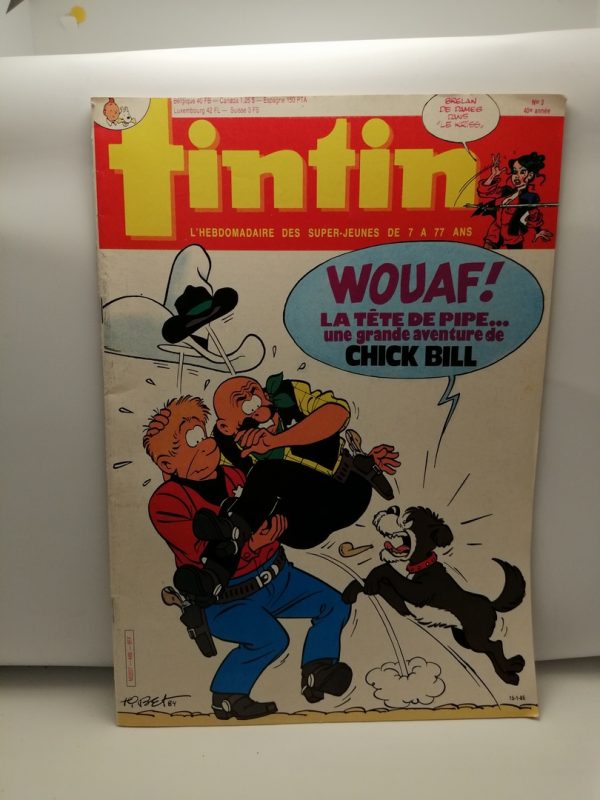 Belgique 40 FB — Canada 1,25 $ — Espagne 150 PTA
Luxembourg 42 FL — Suisse 3 FS
BRELAN
DE DAMES
DANS
"LE KRISS"
N° 3
40e année
tintin
L'HEBDOMADAIRE DES SUPER-JEUNES DE 7 A 77 ANS
WOUAF!
LA TÊTE DE PIPE...
une grande aventure de
CHICK BILL
84
15-1-85